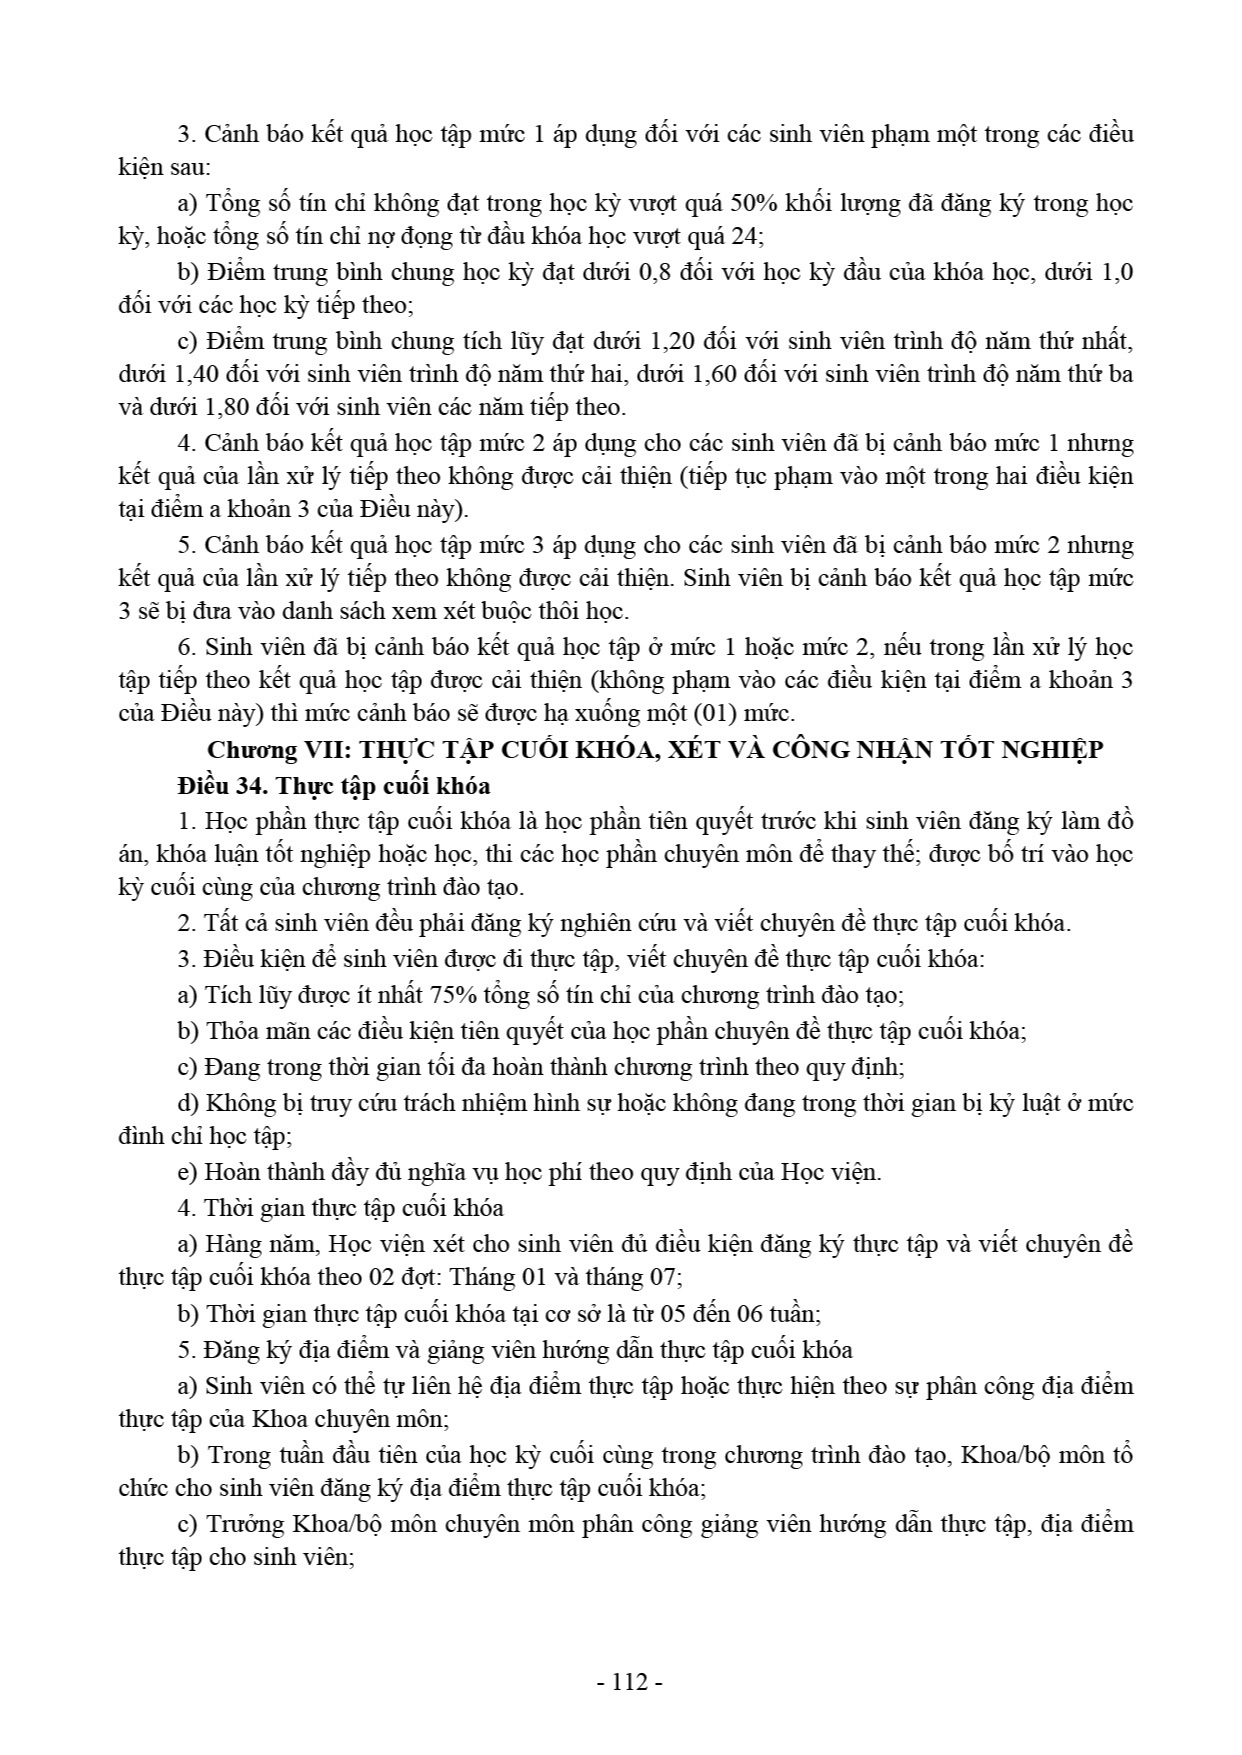 3. Cảnh báo kết quả học tập mức 1 áp dụng đối với các sinh viên phạm một trong các điều
kiện sau:
a) Tổng số tín chỉ không đạt trong học kỳ vượt quá 50% khối lượng đã đăng ký trong học
kỳ, hoặc tổng số tín chỉ nợ đọng từ đầu khóa học vượt quá 24;
b) Điểm trung bình chung học kỳ đạt dưới 0,8 đối với học kỳ đầu của khóa học, dưới 1,0
đối với các học kỳ tiếp theo;
c) Điểm trung bình chung tích lũy đạt dưới 1,20 đối với sinh viên trình độ năm thứ nhất,
dưới 1,40 đối với sinh viên trình độ năm thứ hai, dưới 1,60 đối với sinh viên trình độ năm thứ ba
và dưới 1,80 đối với sinh viên các năm tiếp theo.
4. Cảnh báo kết quả học tập mức 2 áp dụng cho các sinh viên đã bị cảnh báo mức 1 nhưng
kết quả của lần xử lý tiếp theo không được cải thiện (tiếp tục phạm vào một trong hai điều kiện
tại điểm a khoản 3 của Điều này).
5. Cảnh báo kết quả học tập mức 3 áp dụng cho các sinh viên đã bị cảnh báo mức 2 nhưng
kết quả của lần xử lý tiếp theo không được cải thiện. Sinh viên bị cảnh báo kết quả học tập mức
3 sẽ bị đưa vào danh sách xem xét buộc thôi học.
6. Sinh viên đã bị cảnh báo kết quả học tập ở mức 1 hoặc mức 2, nếu trong lần xử lý học
tập tiếp theo kết quả học tập được cải thiện (không phạm vào các điều kiện tại điểm a khoản 3
của Điều này) thì mức cảnh báo sẽ được hạ xuống một (01) mức.
Chương VII: THỰC TẬP CUỐI KHÓA, XÉT VÀ CÔNG NHẬN TỐT NGHIỆP
Điều 34. Thực tập cuối khóa
1. Học phần thực tập cuối khóa là học phần tiên quyết trước khi sinh viên đăng ký làm đồ
án, khóa luận tốt nghiệp hoặc học, thi các học phần chuyên môn để thay thế; được bố trí vào học
kỳ cuối cùng của chương trình đào tạo.
2. Tất cả sinh viên đều phải đăng ký nghiên cứu và viết chuyên đề thực tập cuối khóa.
3. Điều kiện để sinh viên được đi thực tập, viết chuyên đề thực tập cuối khóa:
a) Tích lũy được ít nhất 75% tổng số tín chỉ của chương trình đào tạo;
b) Thỏa mãn các điều kiện tiên quyết của học phần chuyên đề thực tập cuối khóa;
c) Đang trong thời gian tối đa hoàn thành chương trình theo quy định;
d) Không bị truy cứu trách nhiệm hình sự hoặc không đang trong thời gian bị kỷ luật ở mức
đình chỉ học tập;
e) Hoàn thành đầy đủ nghĩa vụ học phí theo quy định của Học viện.
4. Thời gian thực tập cuối khóa
a) Hàng năm, Học viện xét cho sinh viên đủ điều kiện đăng ký thực tập và viết chuyên đề
thực tập cuối khóa theo 02 đợt: Tháng 01 và tháng 07;
b) Thời gian thực tập cuối khóa tại cơ sở là từ 05 đến 06 tuần;
5. Đăng ký địa điểm và giảng viên hướng dẫn thực tập cuối khóa
a) Sinh viên có thể tự liên hệ địa điểm thực tập hoặc thực hiện theo sự phân công địa điểm
thực tập của Khoa chuyên môn;
b) Trong tuần đầu tiên của học kỳ cuối cùng trong chương trình đào tạo, Khoa/bộ môn tổ
chức cho sinh viên đăng ký địa điểm thực tập cuối khóa;
c) Trưởng Khoa/bộ môn chuyên môn phân công giảng viên hướng dẫn thực tập, địa điểm
thực tập cho sinh viên;
- 112 -